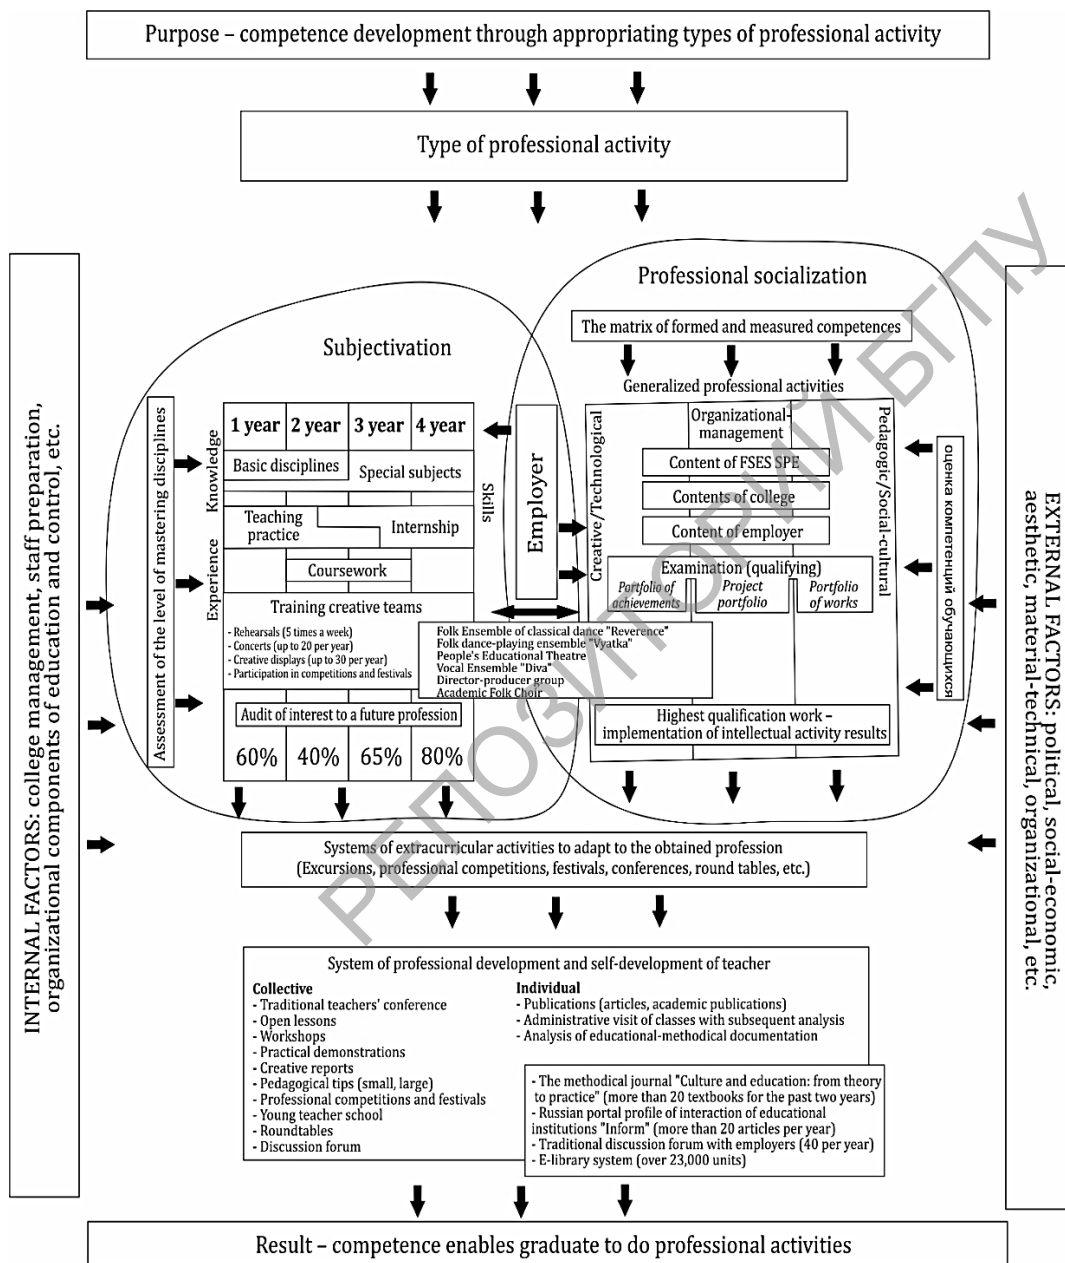 Purpose – competence development through appropriating types of professional activity
Type of professional activity
INTERNAL FACTORS: college management, staff preparation,
organizational components of education and control, etc.
Subjectivation
Assessment of the level of mastering disciplines
Knowledge
Experience
1 year 2 year 3 year 4 year
Basic disciplines
Special subjects
Teaching
practice
Internship
Coursework
Training creative teams
- Rehearsals (5 times a week)
- Concerts (up to 20 per year)
- Creative displays (up to 30 per year)
- Participation in competitions and festivals
Audit of interest to a future profession
60% 40% 65% 80%
Skills
Employer
Folk Ensemble of classical dance "Reverence"
Folk dance-playing ensemble "Vyatka"
People's Educational Theatre
Vocal Ensemble "Diva"
Director-producer group
Academic Folk Choir
Professional socialization
The matrix of formed and measured competences
Generalized professional activities
Creative/Technological
Organizational-
management
Pedagogic/Social-cultural
Content of FSES SPE
Contents of college
Content of employer
Examination (qualifying)
Portfolio of
achievements
Project
portfolio
Portfolio
of works
Highest qualification work –
implementation of intellectual activity results
оценка компетенций обучающихся
EXTERNAL FACTORS: political, social-economic,
aesthetic, material-technical, organizational, etc.
Systems of extracurricular activities to adapt to the obtained profession
(Excursions, professional competitions, festivals, conferences, round tables, etc.)
System of professional development and self-development of teacher
Collective
- Traditional teachers' conference
- Open lessons
- Workshops
- Practical demonstrations
- Creative reports
- Pedagogical tips (small, large)
- Professional competitions and festivals
- Young teacher school
- Roundtables
- Discussion forum
Individual
- Publications (articles, academic publications)
- Administrative visit of classes with subsequent analysis
- Analysis of educational-methodical documentation
- The methodical journal "Culture and education: from theory
to practice" (more than 20 textbooks for the past two years)
- Russian portal profile of interaction of educational
institutions "Inform" (more than 20 articles per year)
- Traditional discussion forum with employers (40 per year)
- E-library system (over 23,000 units)
Result – competence enables graduate to do professional activities
РЕПОЗИТОРИЙ БГПУ